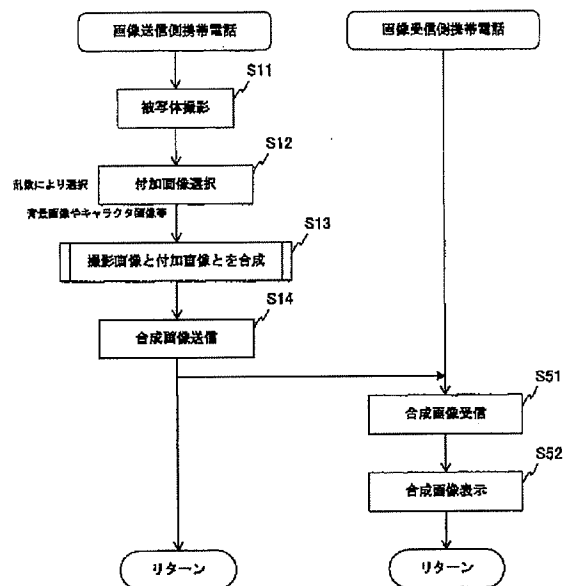 画像送信側携帯電話
画像受信側携帯電話
S11
被写体撮影
S12
乱数により選択
付加画像選択
背景画像やキャラクタ画像等
S13
撮影画像と付加画像とを合成
S14
合成画像送信
S51
合成画像受信
S52
合成画像表示
リターン
リターン